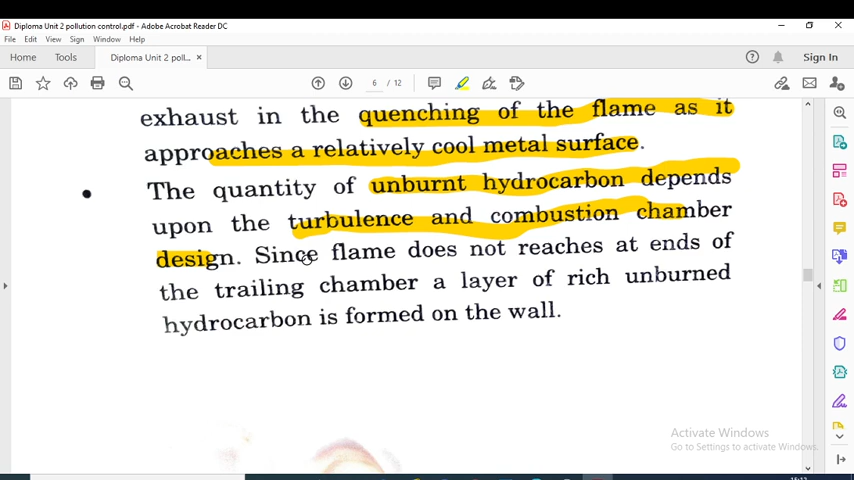 Diploma Unit 2 pollution control.pdf - Adobe Acrobat Reader DC
File Edit View Sign Window Help
Home Tools Diploma Unit 2 poll... × Sign In
6 / 12
exhaust in the quenching of the flame as it
approaches a relatively cool metal surface.
• The quantity of unburnt hydrocarbon depends
upon the turbulence and combustion chamber
design. Since flame does not reaches at ends of
the trailing chamber a layer of rich unburned
hydrocarbon is formed on the wall.
Activate Windows
Go to Settings to activate Windows.